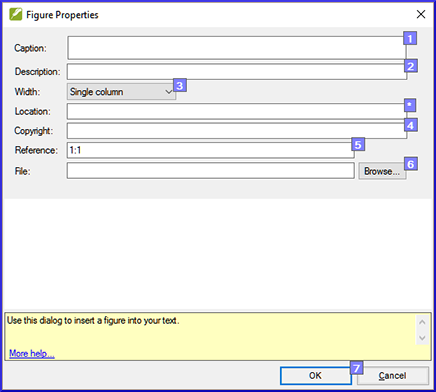 Figure Properties
Caption: 1
Description: 2
Width: Single column 3
Location: *
Copyright: 4
Reference: 1:1 5
File: Browse... 6
Use this dialog to insert a figure into your text.
More help...
OK 7 Cancel